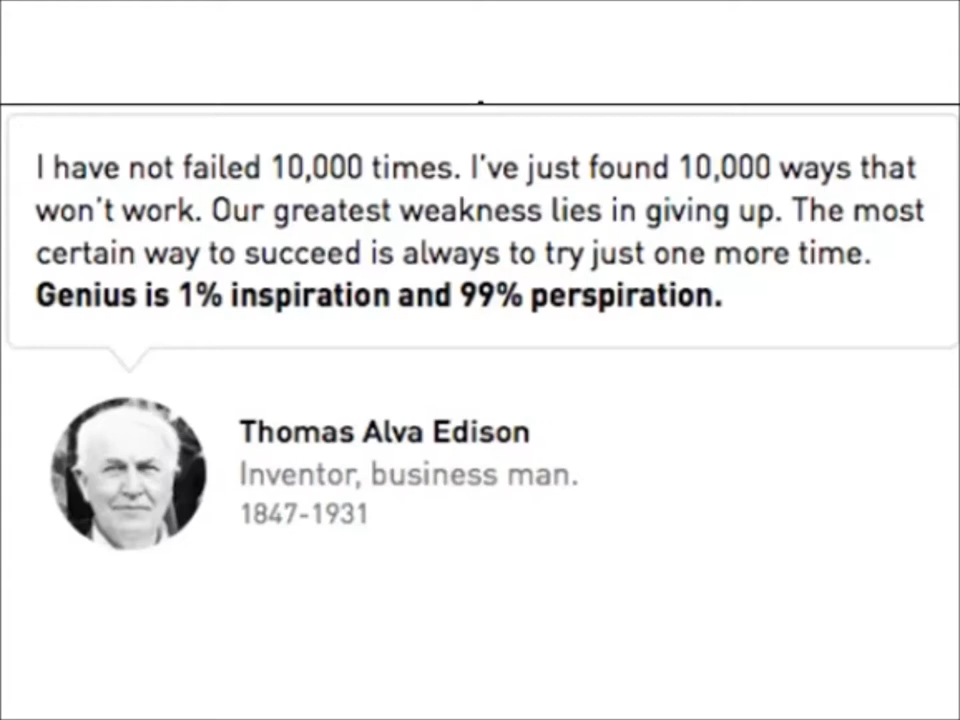 I have not failed 10,000 times. I've just found 10,000 ways that
won't work. Our greatest weakness lies in giving up. The most
certain way to succeed is always to try just one more time.
Genius is 1% inspiration and 99% perspiration.
Thomas Alva Edison
Inventor, business man.
1847-1931